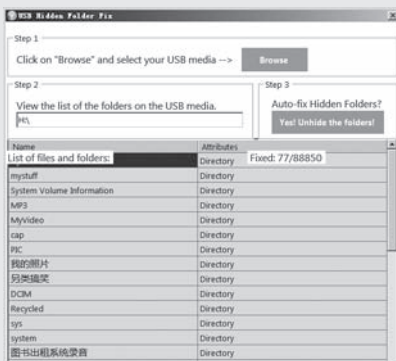 USB Hidden Folder Fix
Step 1
Click on "Browse" and select your USB media -->
Browse
Step 2
View the list of the folders on the USB media.
H:\
Step 3
Auto-fix Hidden Folders?
Yes! Unhide the folders!
Name Attributes
List of files and folders: Directory Fixed: 77/88850
mystuff Directory
System Volume Information Directory
MP3 Directory
MyVideo Directory
cap Directory
PIC Directory
我的照片 Directory
另类搞笑 Directory
DCIM Directory
Recycled Directory
sys Directory
system Directory
图书出租系统录音 Directory